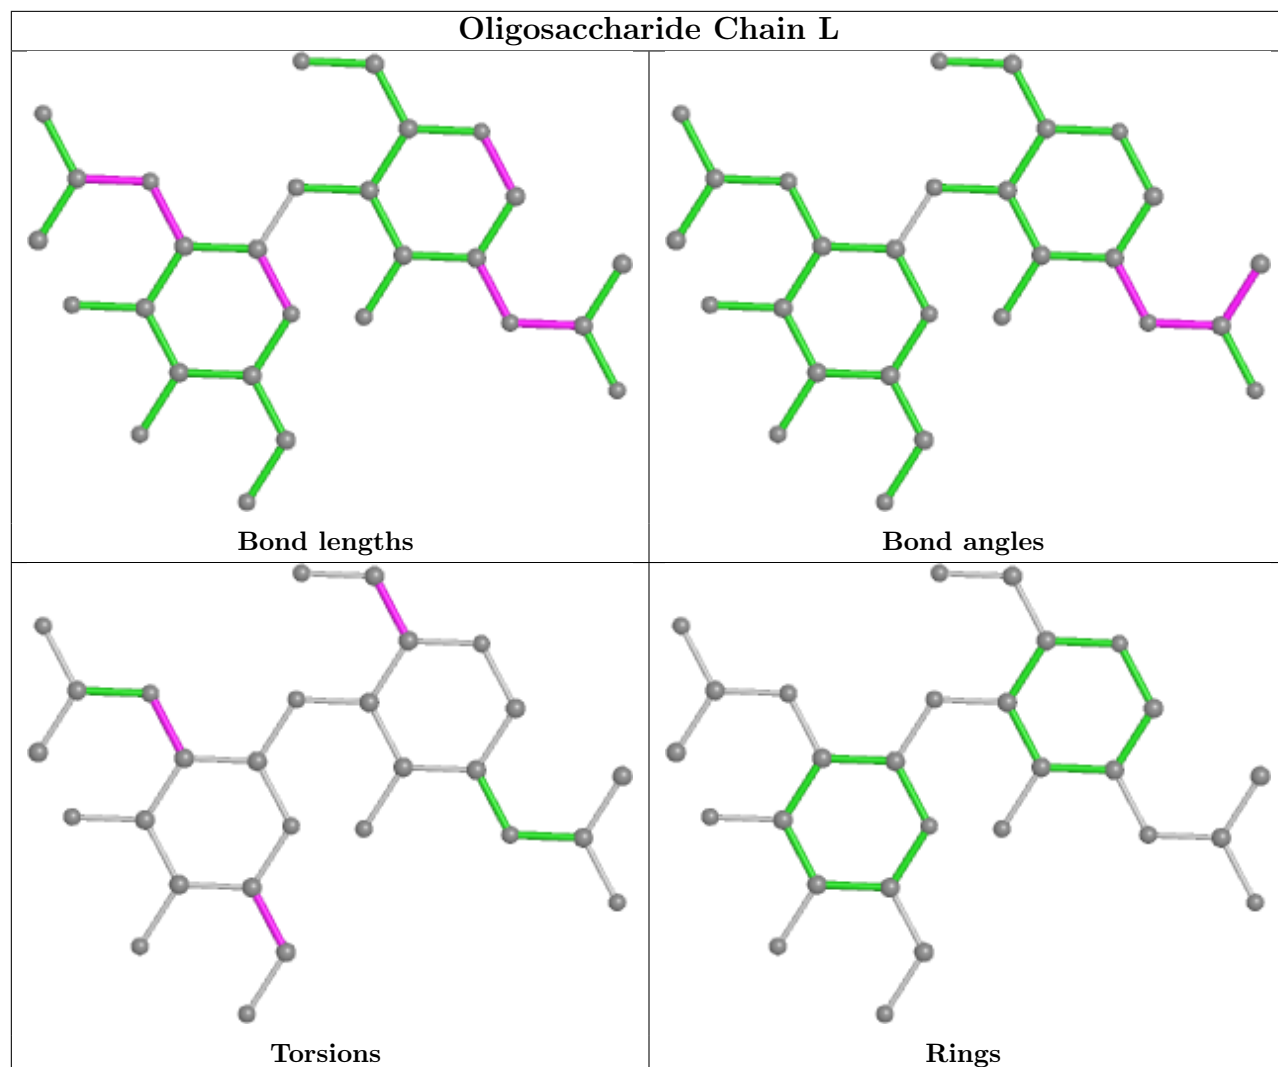 Oligosaccharide Chain L
Bond lengths
Bond angles
Torsions
Rings